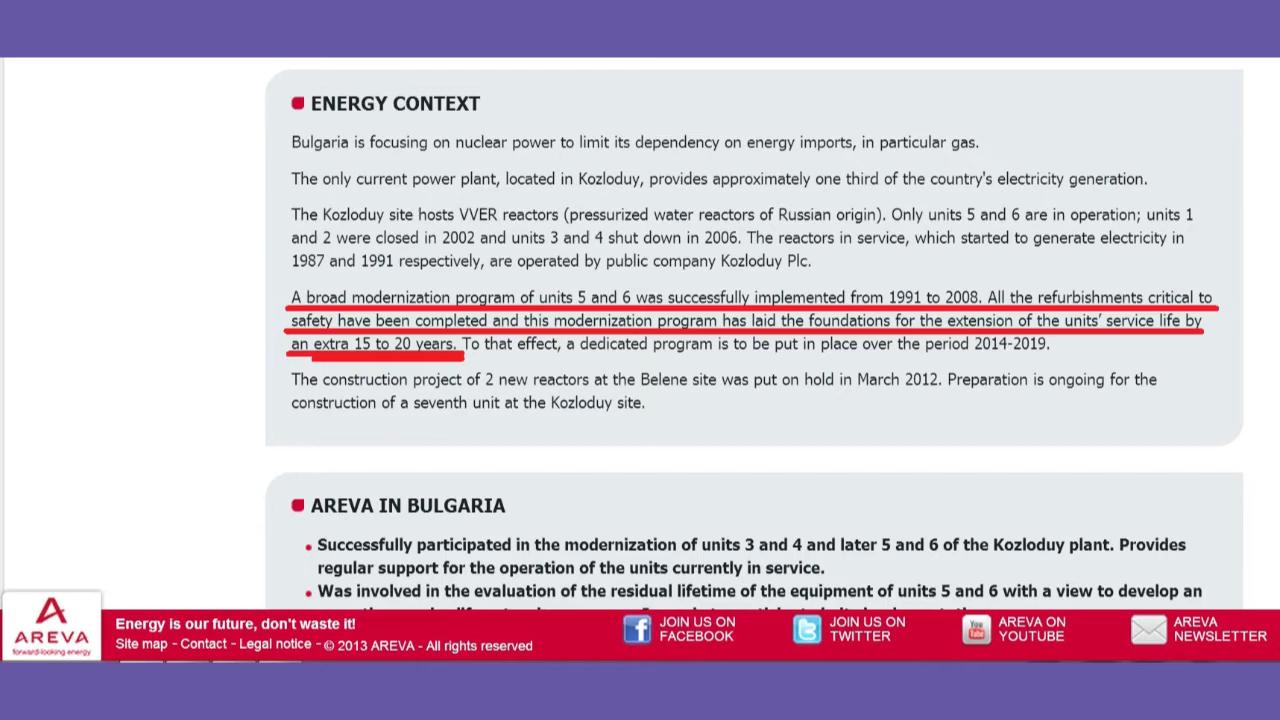 ENERGY CONTEXT
Bulgaria is focusing on nuclear power to limit its dependency on energy imports, in particular gas.
The only current power plant, located in Kozloduy, provides approximately one third of the country's electricity generation.
The Kozloduy site hosts VVER reactors (pressurized water reactors of Russian origin). Only units 5 and 6 are in operation; units 1
and 2 were closed in 2002 and units 3 and 4 shut down in 2006. The reactors in service, which started to generate electricity in
1987 and 1991 respectively, are operated by public company Kozloduy Plc.
A broad modernization program of units 5 and 6 was successfully implemented from 1991 to 2008. All the refurbishments critical to
safety have been completed and this modernization program has laid the foundations for the extension of the units’ service life by
an extra 15 to 20 years. To that effect, a dedicated program is to be put in place over the period 2014-2019.
The construction project of 2 new reactors at the Belene site was put on hold in March 2012. Preparation is ongoing for the
construction of a seventh unit at the Kozloduy site.
AREVA IN BULGARIA
Successfully participated in the modernization of units 3 and 4 and later 5 and 6 of the Kozloduy plant. Provides
regular support for the operation of the units currently in service.
Was involved in the evaluation of the residual lifetime of the equipment of units 5 and 6 with a view to develop an
AREVA
forward-looking energy
Energy is our future, don't waste it!
Site map - Contact - Legal notice - © 2013 AREVA - All rights reserved
JOIN US ON
FACEBOOK
JOIN US ON
TWITTER
You
Tube
AREVA ON
YOUTUBE
AREVA
NEWSLETTER